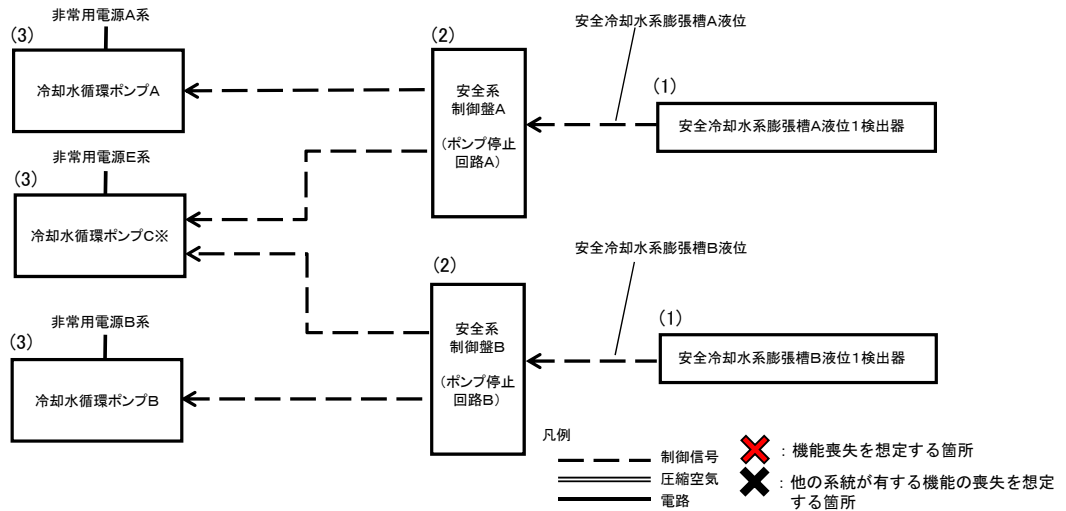 非常用電源A系
(3)
冷却水循環ポンプA
(2)
安全系
制御盤A
(ポンプ停止
回路A)
安全冷却水系膨張槽A液位
(1)
安全冷却水系膨張槽A液位1検出器
非常用電源E系
(3)
冷却水循環ポンプC※
非常用電源B系
(3)
冷却水循環ポンプB
(2)
安全系
制御盤B
(ポンプ停止
回路B)
安全冷却水系膨張槽B液位
(1)
安全冷却水系膨張槽B液位1検出器
凡例
制御信号
圧縮空気
電路
:機能喪失を想定する箇所
:他の系統が有する機能の喪失を想定
する箇所